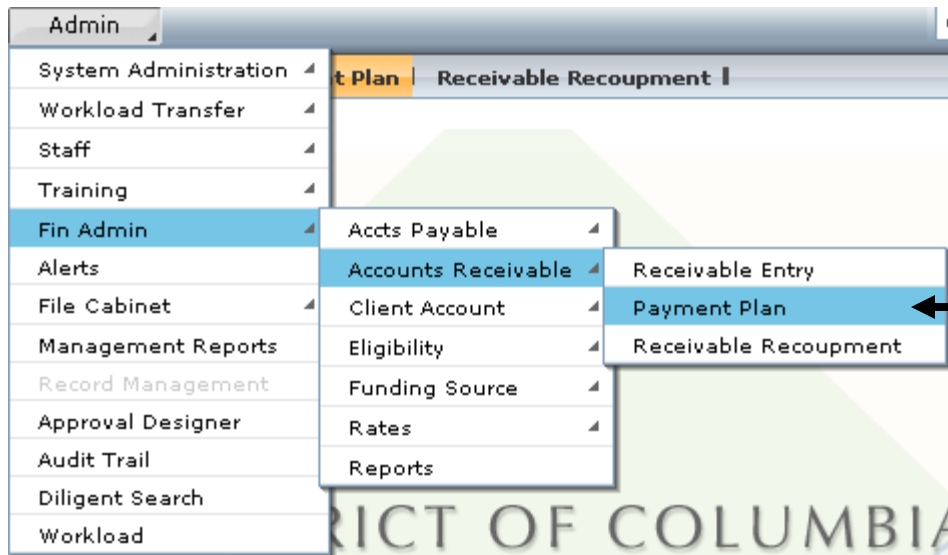 Admin
System Administration
t Plan
Receivable Recoupment
Workload Transfer
Staff
Training
Fin Admin
Accts Payable
Alerts
Accounts Receivable
Receivable Entry
File Cabinet
Client Account
Payment Plan
Management Reports
Eligibility
Receivable Recoupment
Record Management
Funding Source
Approval Designer
Rates
Audit Trail
Reports
Diligent Search
Workload
RICT OF COLUMBIA